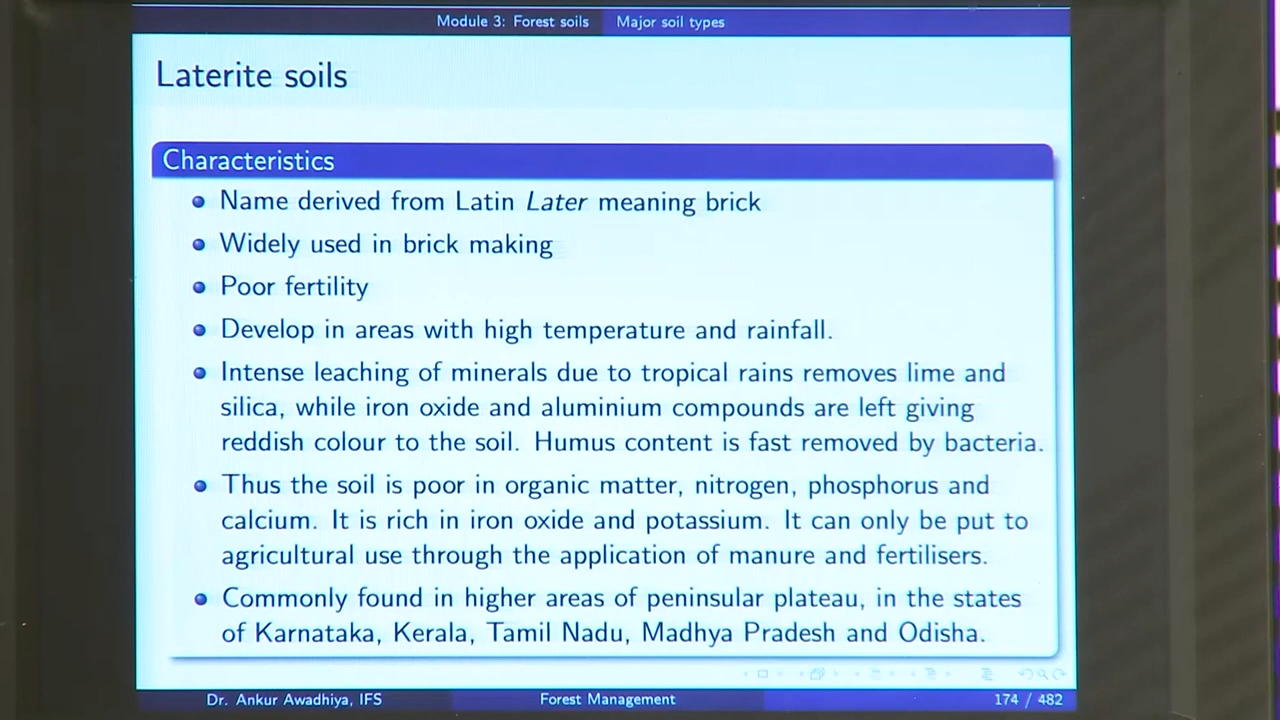 Module 3: Forest soils Major soil types
Laterite soils
Characteristics
Name derived from Latin Later meaning brick
Widely used in brick making
Poor fertility
Develop in areas with high temperature and rainfall.
Intense leaching of minerals due to tropical rains removes lime and
silica, while iron oxide and aluminium compounds are left giving
reddish colour to the soil. Humus content is fast removed by bacteria.
Thus the soil is poor in organic matter, nitrogen, phosphorus and
calcium. It is rich in iron oxide and potassium. It can only be put to
agricultural use through the application of manure and fertilisers.
Commonly found in higher areas of peninsular plateau, in the states
of Karnataka, Kerala, Tamil Nadu, Madhya Pradesh and Odisha.
Dr. Ankur Awadhiya, IFS Forest Management 174 / 482